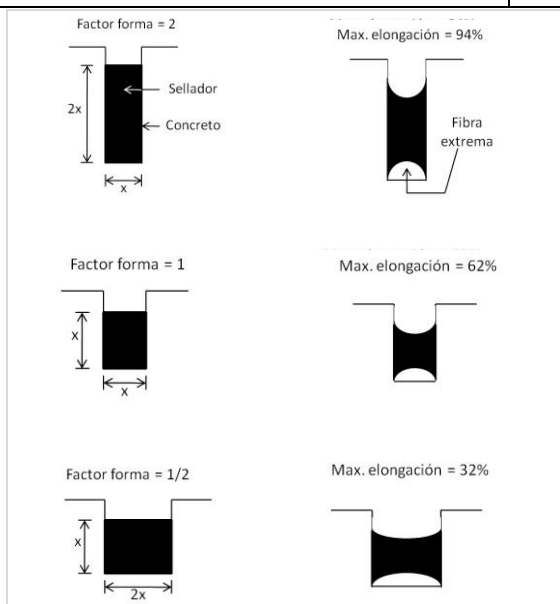 Factor forma = 2
Max. elongación = 94%
2x
Sellador
Concreto
x
Fibra
extrema
Factor forma = 1
Max. elongación = 62%
x
x
Factor forma = 1/2
Max. elongación = 32%
x
2x